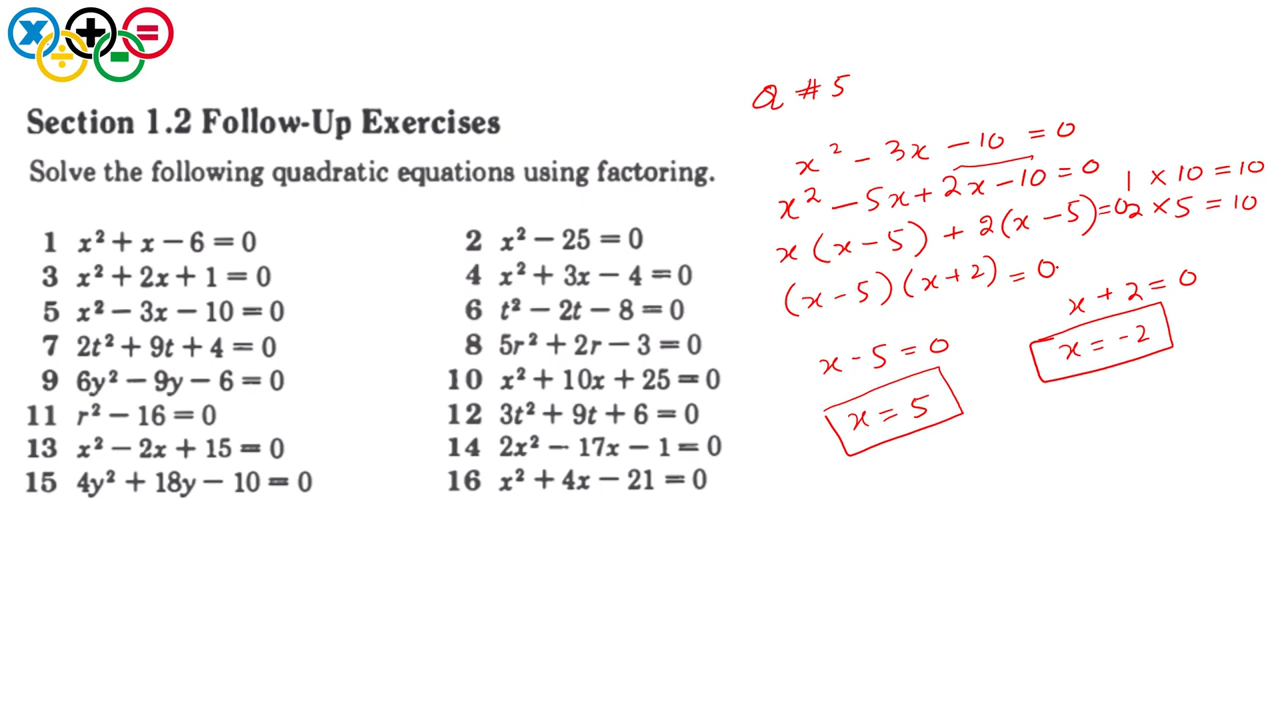 Section 1.2 Follow-Up Exercises
Solve the following quadratic equations using factoring.
1 x² + x − 6 = 0
2 x² − 25 = 0
3 x² + 2x + 1 = 0
4 x² + 3x − 4 = 0
5 x² − 3x − 10 = 0
6 t² − 2t − 8 = 0
7 2t² + 9t + 4 = 0
8 5r² + 2r − 3 = 0
9 6y² − 9y − 6 = 0
10 x² + 10x + 25 = 0
11 r² − 16 = 0
12 3t² + 9t + 6 = 0
13 x² − 2x + 15 = 0
14 2x² − 17x − 1 = 0
15 4y² + 18y − 10 = 0
16 x² + 4x − 21 = 0
Q # 5
x² − 3x − 10 = 0
x² − 5x + 2x − 10 = 0
1 × 10 = 10
x(x − 5) + 2(x − 5) = 0
2 × 5 = 10
(x − 5)(x + 2) = 0
x − 5 = 0
x = 5
x + 2 = 0
x = −2